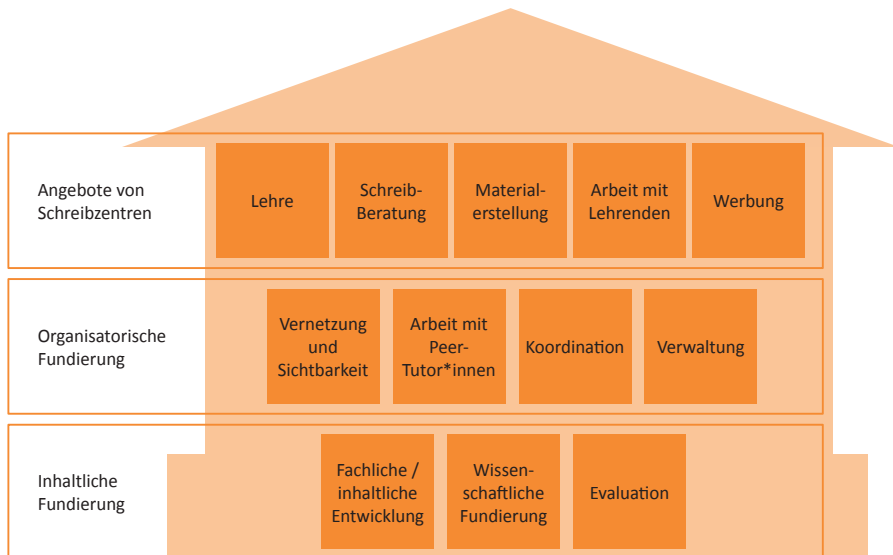 Angebote von
Schreibzentren
Lehre
Schreib-
Beratung
Material-
erstellung
Arbeit mit
Lehrenden
Werbung
Organisatorische
Fundierung
Vernetzung
und
Sichtbarkeit
Arbeit mit
Peer-
Tutor*innen
Koordination
Verwaltung
Inhaltliche
Fundierung
Fachliche /
inhaltliche
Entwicklung
Wissen-
schaftliche
Fundierung
Evaluation